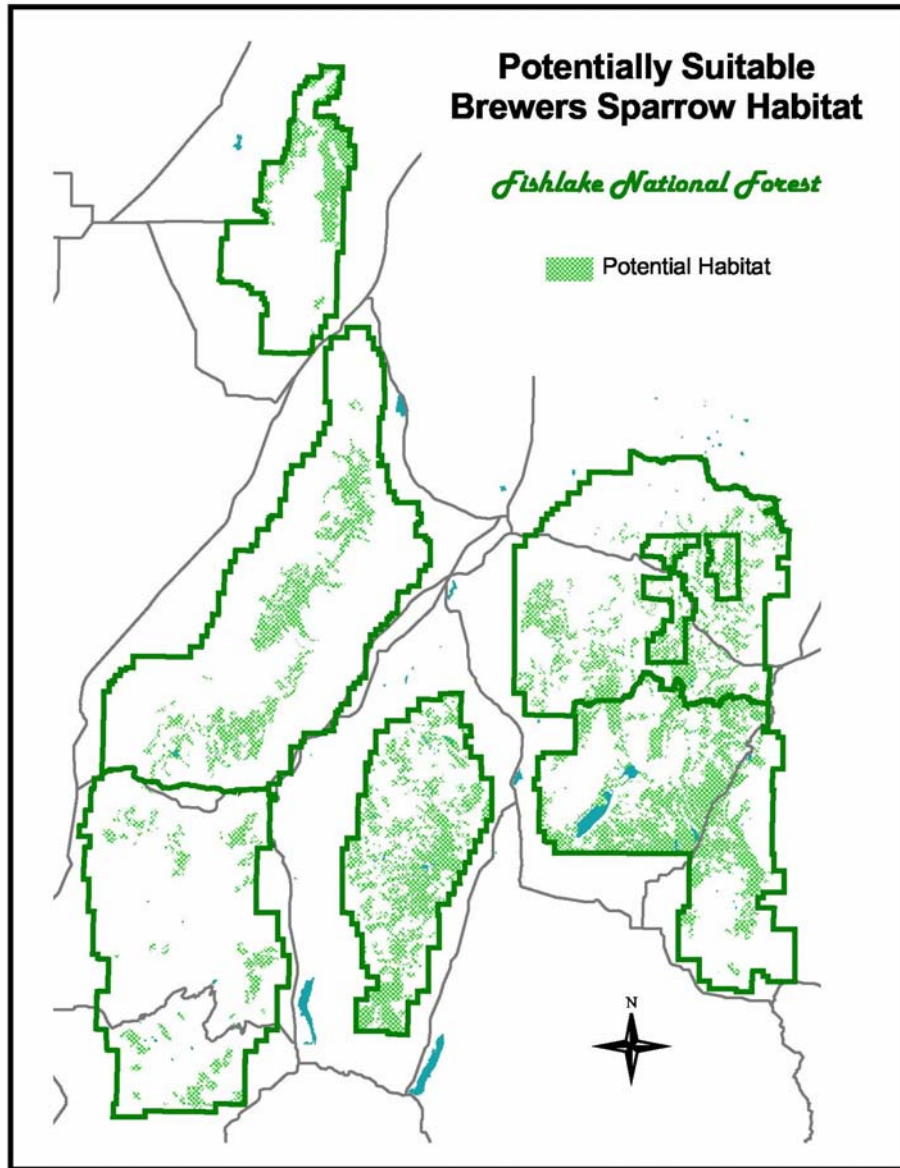 Potentially Suitable
Brewers Sparrow Habitat
Fishlake National Forest
Potential Habitat
N